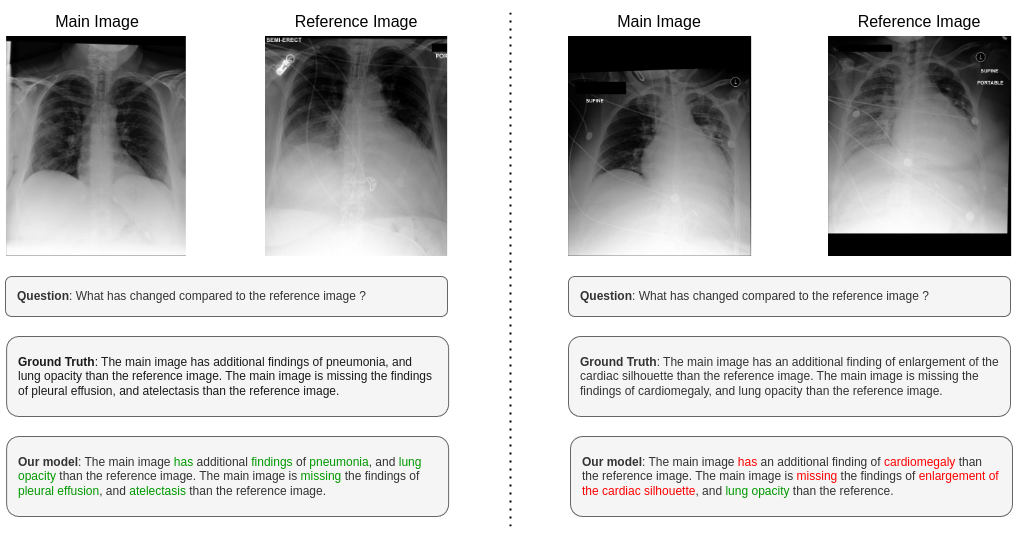 Main Image
Reference Image
SEMI-ERECT
POR
Question: What has changed compared to the reference image ?
Ground Truth: The main image has additional findings of pneumonia, and
lung opacity than the reference image. The main image is missing the findings
of pleural effusion, and atelectasis than the reference image.
Our model: The main image has additional findings of pneumonia, and lung
opacity than the reference image. The main image is missing the findings of
pleural effusion, and atelectasis than the reference image.
Main Image
Reference Image
SUPINE
L
L
SUPINE
PORTABLE
Question: What has changed compared to the reference image ?
Ground Truth: The main image has an additional finding of enlargement of the
cardiac silhouette than the reference image. The main image is missing the
findings of cardiomegaly, and lung opacity than the reference image.
Our model: The main image has an additional finding of cardiomegaly than
the reference image. The main image is missing the findings of enlargement of
the cardiac silhouette, and lung opacity than the reference.